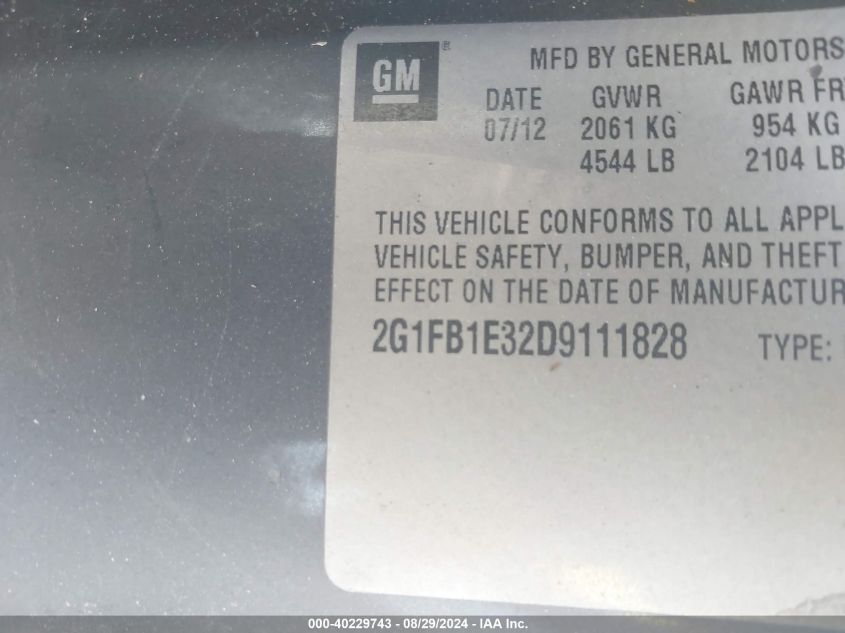 GM ®
MFD BY GENERAL MOTORS
DATE GVWR GAWR FR
07/12 2061 KG 954 KG
4544 LB 2104 LB
THIS VEHICLE CONFORMS TO ALL APPL
VEHICLE SAFETY, BUMPER, AND THEFT
EFFECT ON THE DATE OF MANUFACTUR
2G1FB1E32D9111828 TYPE:
000-40229743 - 08/29/2024 - IAA Inc.